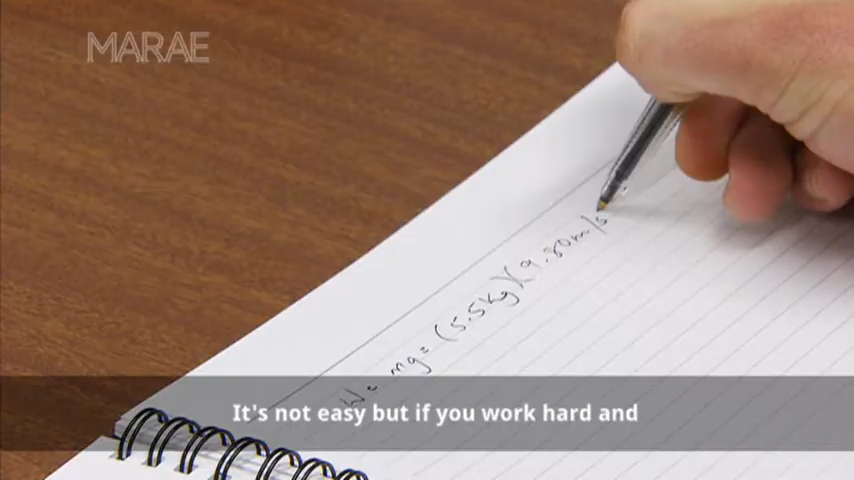 MARAE
W = mg = (5.5kg)(9.80m/s
It's not easy but if you work hard and